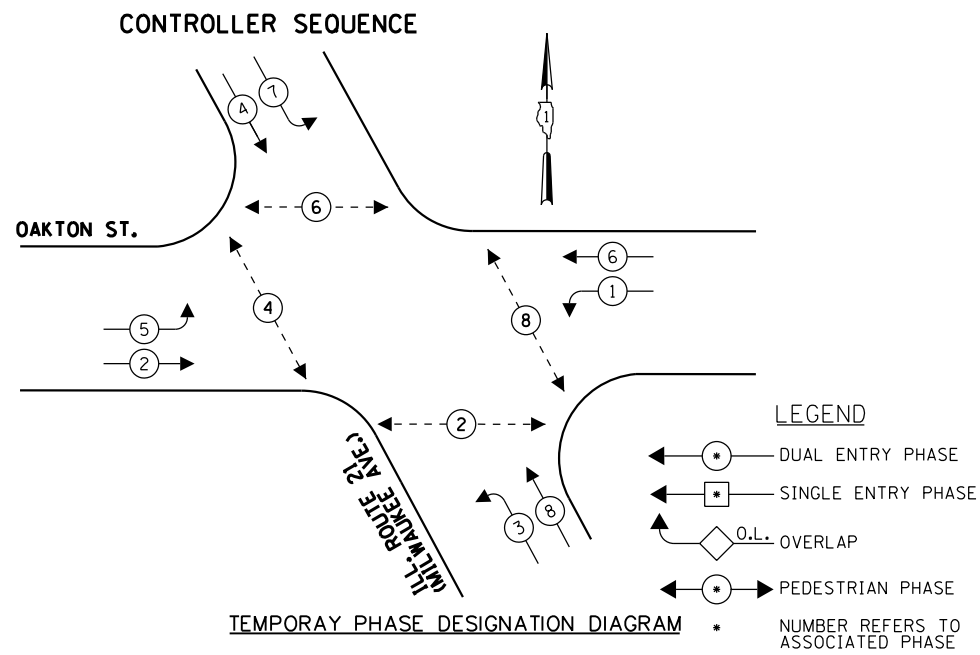 CONTROLLER SEQUENCE
4
7
1
6
OAKTON ST.
6
1
4
8
5
2
2
ILL. ROUTE 21
(MILWAUKEE AVE.)
3
8
LEGEND
* DUAL ENTRY PHASE
* SINGLE ENTRY PHASE
O.L. OVERLAP
* PEDESTRIAN PHASE
* NUMBER REFERS TO
ASSOCIATED PHASE
TEMPORAY PHASE DESIGNATION DIAGRAM